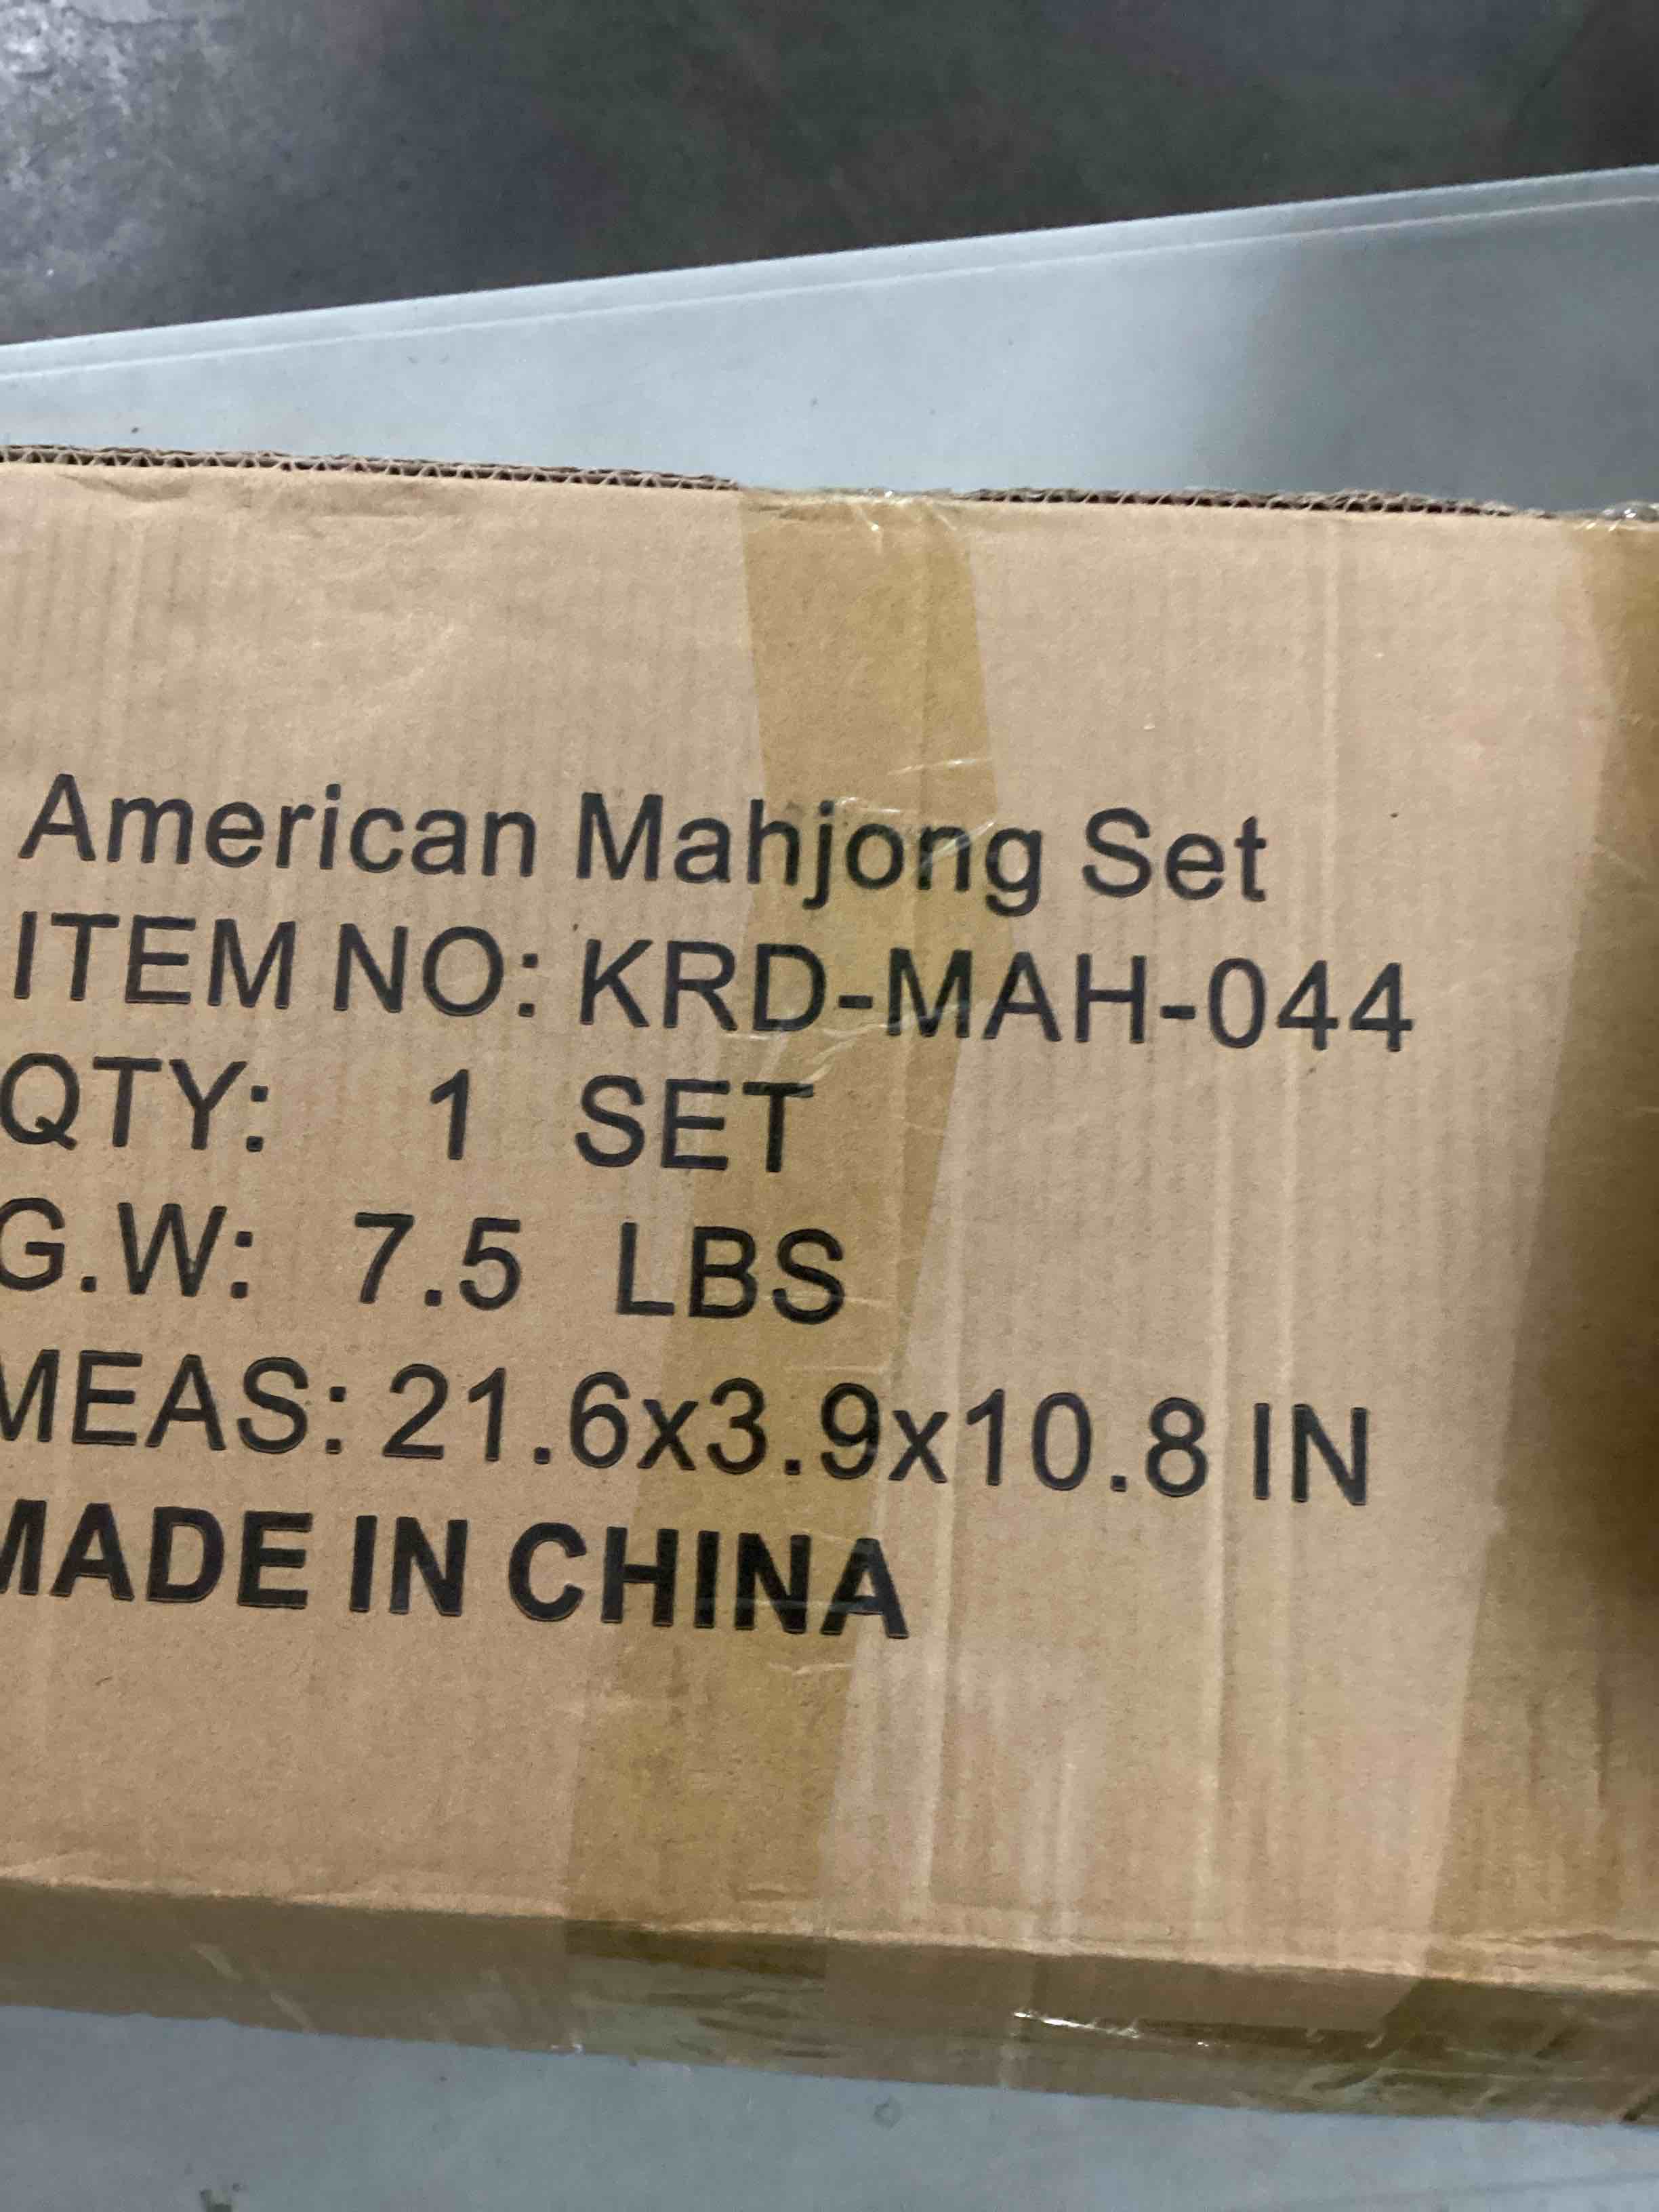 American Mahjong Set
ITEM NO: KRD-MAH-044
QTY: 1 SET
G.W: 7.5 LBS
MEAS: 21.6x3.9x10.8 IN
MADE IN CHINA